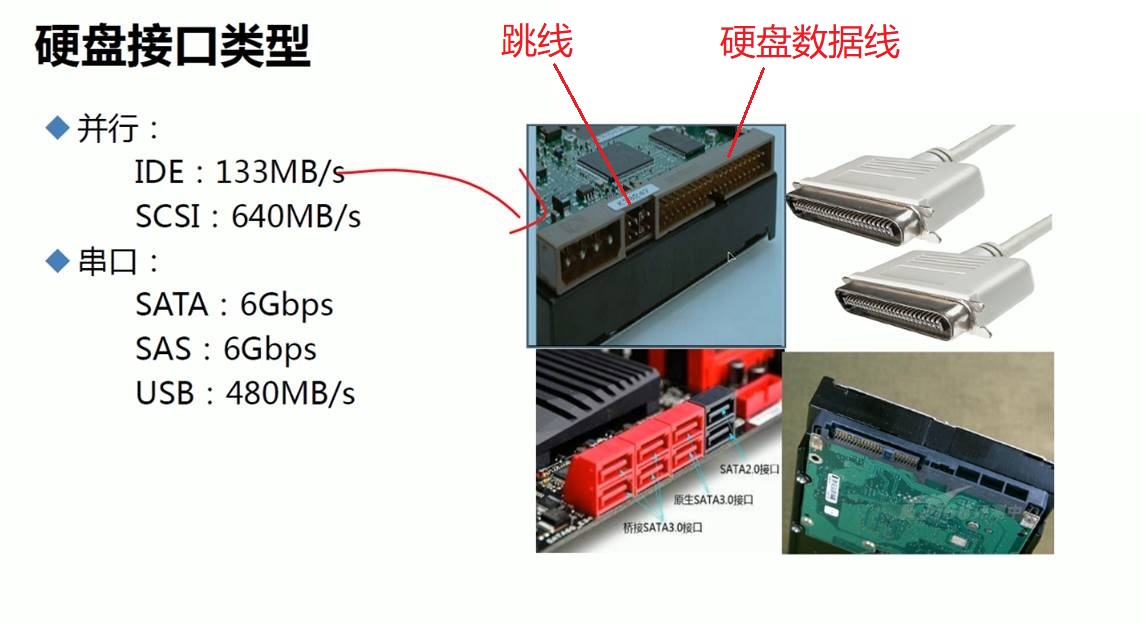 硬盘接口类型
跳线
硬盘数据线
并行：
IDE：133MB/s
SCSI：640MB/s
串口：
SATA：6Gbps
SAS：6Gbps
USB：480MB/s
SATA2.0接口
原生SATA3.0接口
桥接SATA3.0接口